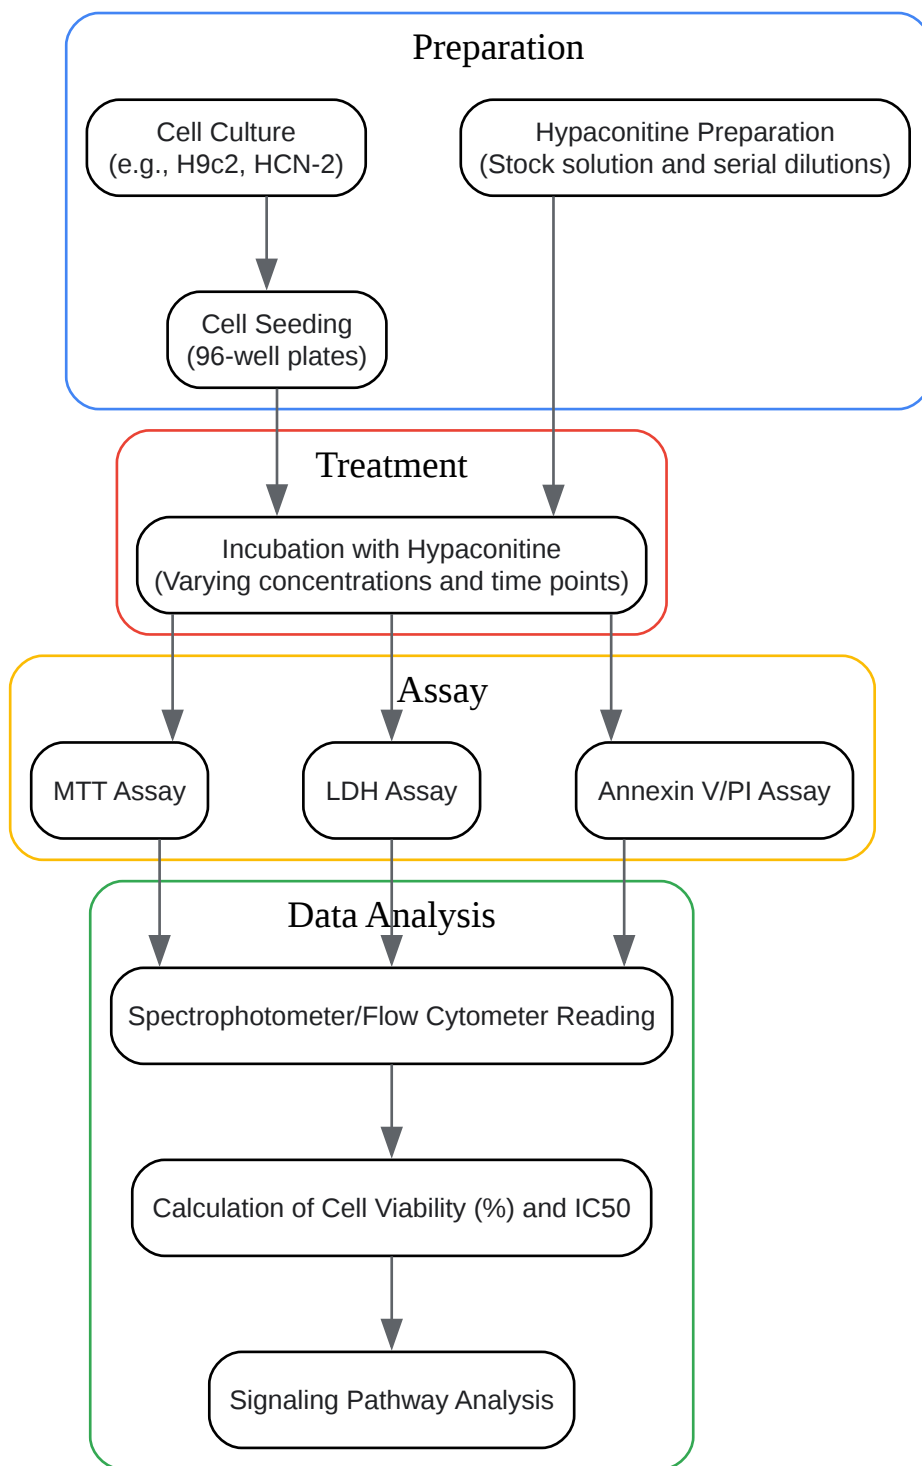 Preparation
Cell Culture
(e.g., H9c2, HCN-2)
Hypaconitine Preparation
(Stock solution and serial dilutions)
Cell Seeding
(96-well plates)
Treatment
Incubation with Hypaconitine
(Varying concentrations and time points)
Assay
MTT Assay
LDH Assay
Annexin V/PI Assay
Data Analysis
Spectrophotometer/Flow Cytometer Reading
Calculation of Cell Viability (%) and IC50
Signaling Pathway Analysis